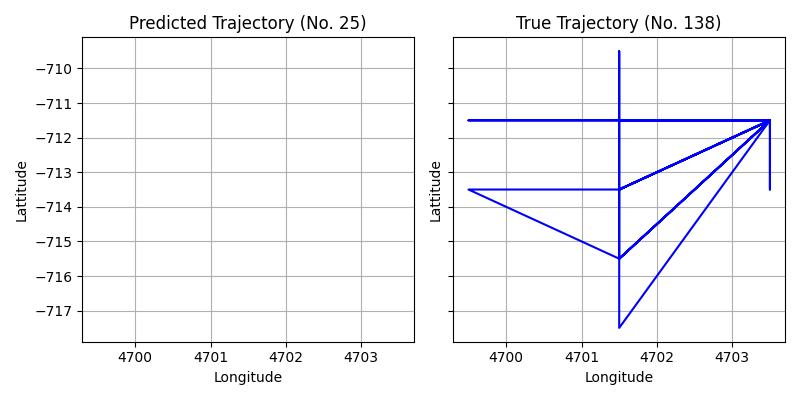 Predicted Trajectory (No. 25)
−710
−711
−712
−713
−714
−715
−716
−717
Lattitude
4700 4701 4702 4703
Longitude
True Trajectory (No. 138)
Lattitude
4700 4701 4702 4703
Longitude